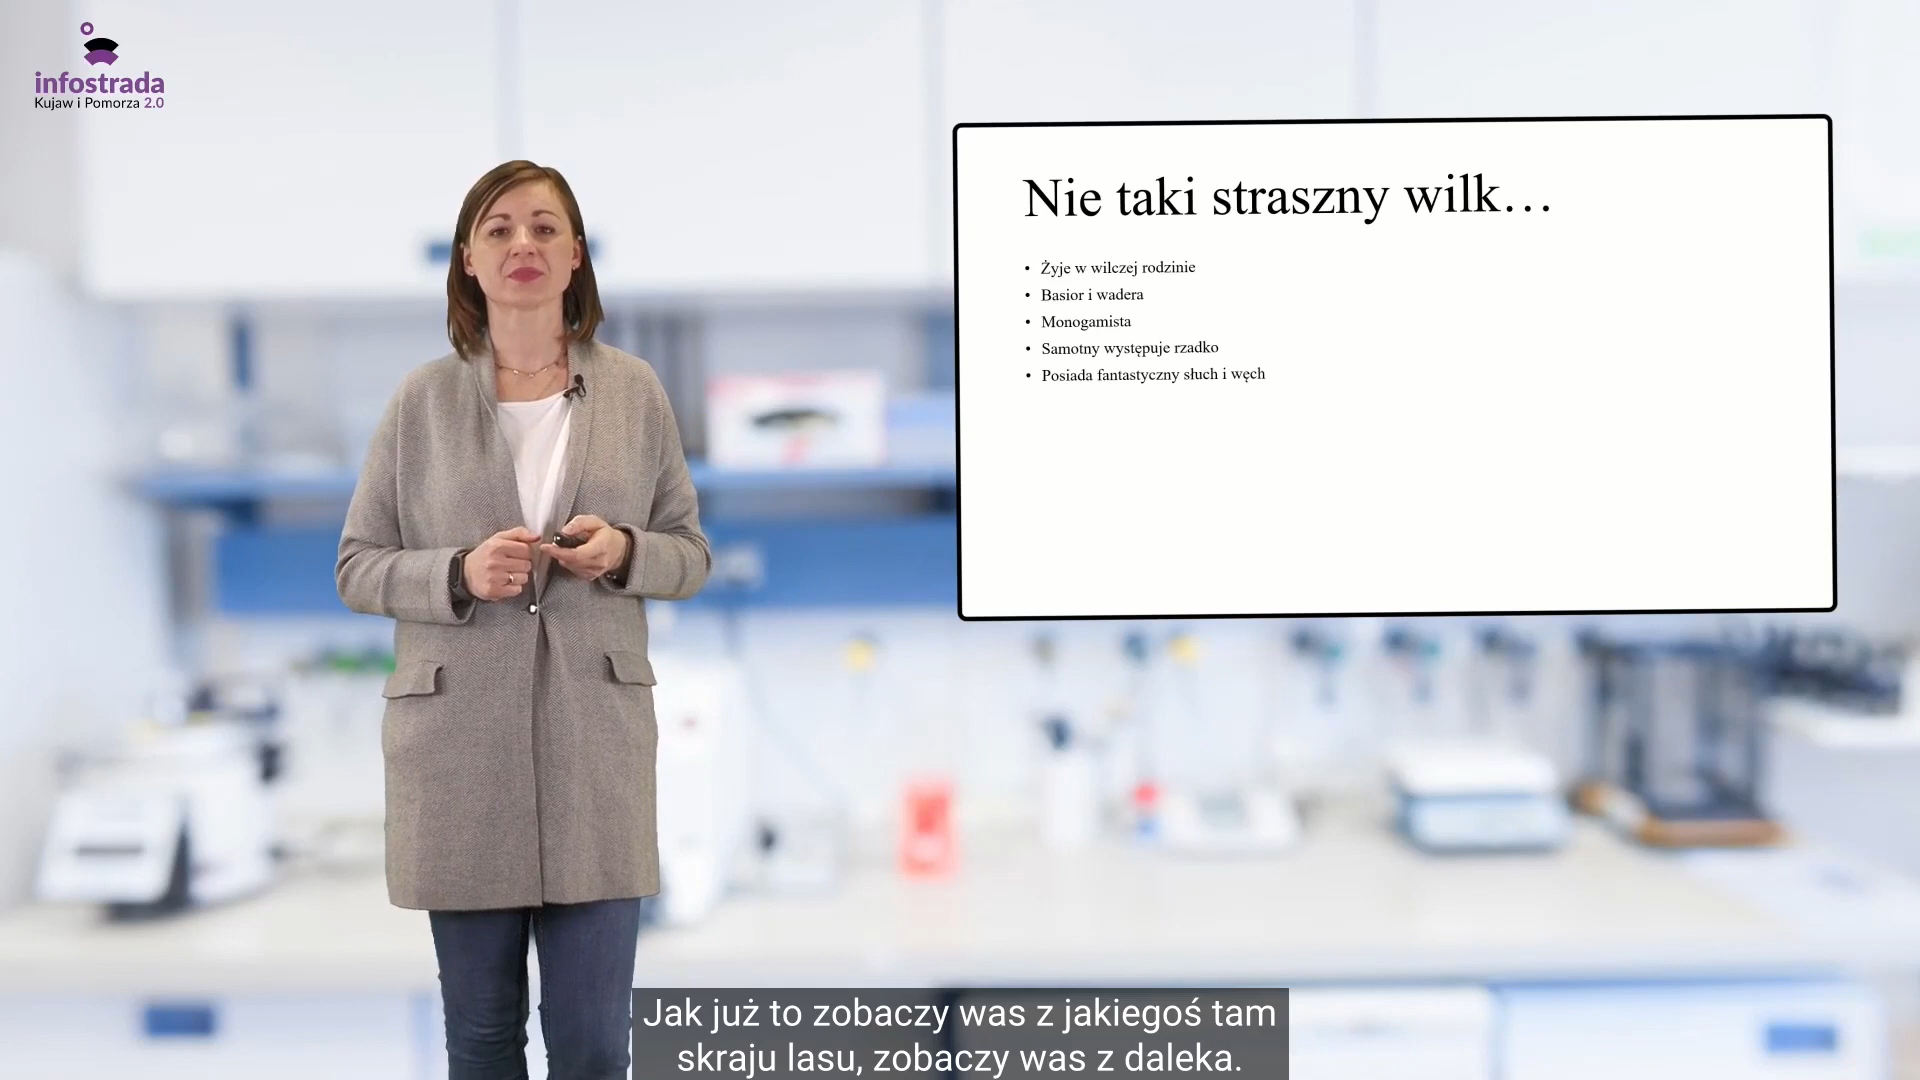 infostrada
Kujaw i Pomorza 2.0
Nie taki straszny wilk…
• Żyje w wilczej rodzinie
• Basior i wadera
• Monogamista
• Samotny występuje rzadko
• Posiada fantastyczny słuch i węch
Jak już to zobaczy was z jakiegoś tam
skraju lasu, zobaczy was z daleka.